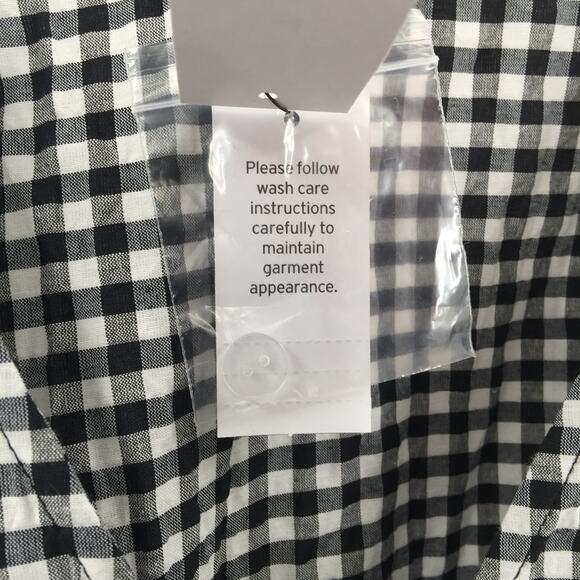 Please follow
wash care
instructions
carefully to
maintain
garment
appearance.